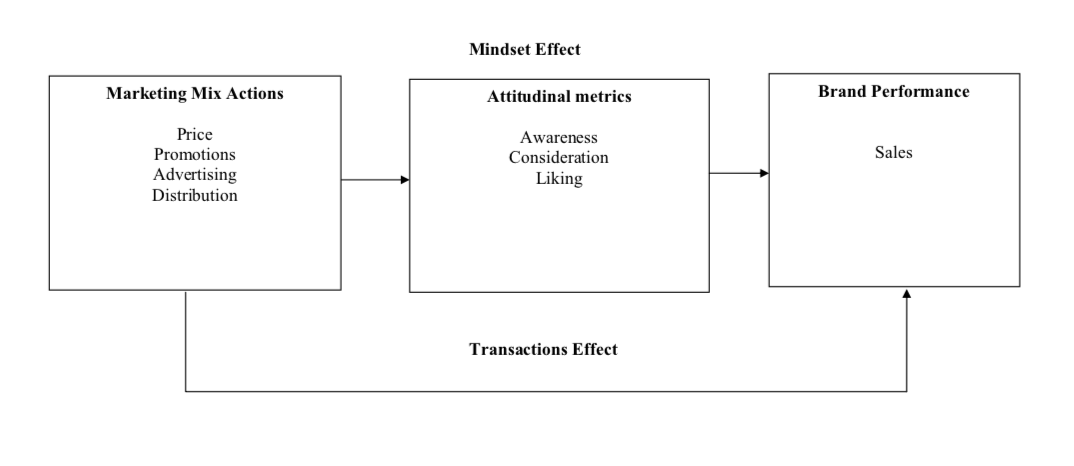 Mindset Effect
Marketing Mix Actions
Price
Promotions
Advertising
Distribution
Attitudinal metrics
Awareness
Consideration
Liking
Brand Performance
Sales
Transactions Effect